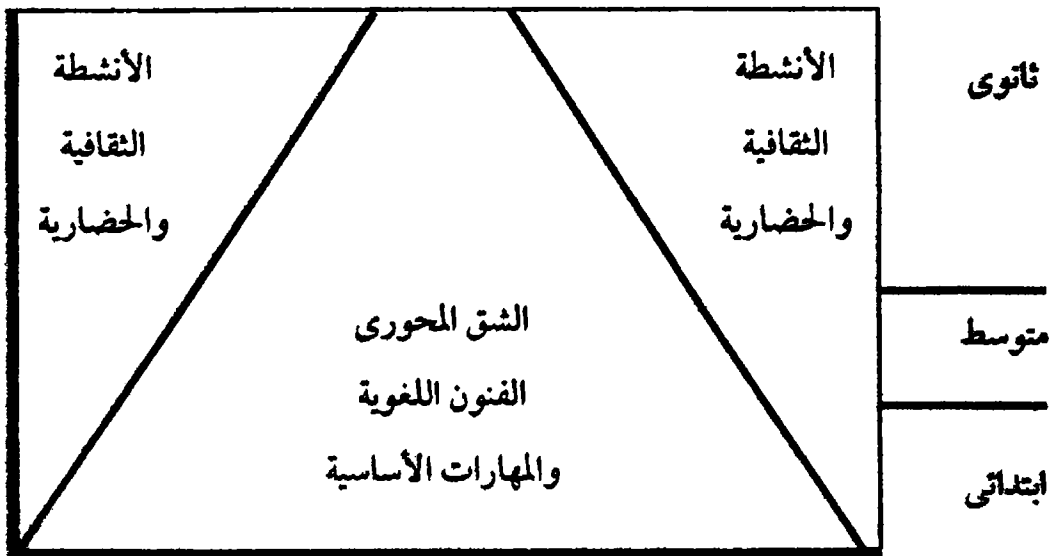 ثانوى
متوسط
ابتدائى
الأنشطة
الثقافية
والحضارية
الشق المحورى
الفنون اللغوية
والمهارات الأساسية
الأنشطة
الثقافية
والحضارية